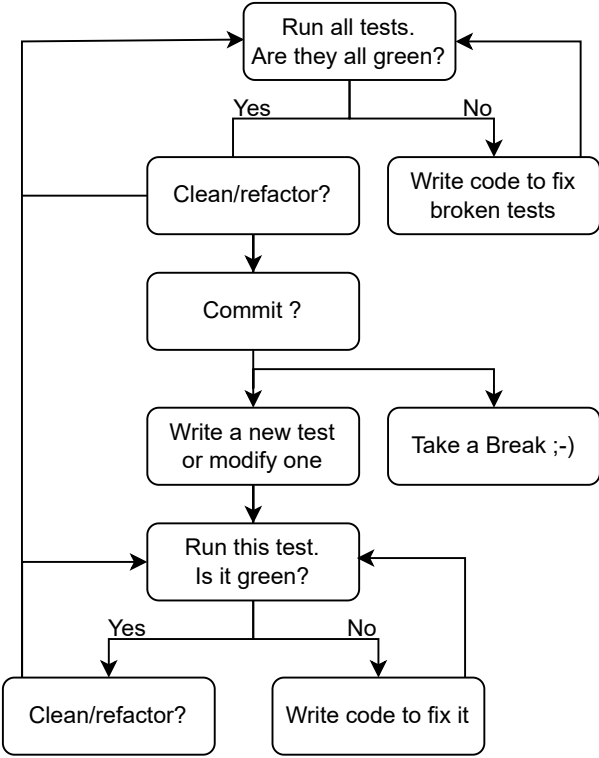 Run all tests.
Are they all green?
Yes
No
Clean/refactor?
Write code to fix
broken tests
Commit ?
Write a new test
or modify one
Take a Break ;-)
Run this test.
Is it green?
Yes
No
Clean/refactor?
Write code to fix it